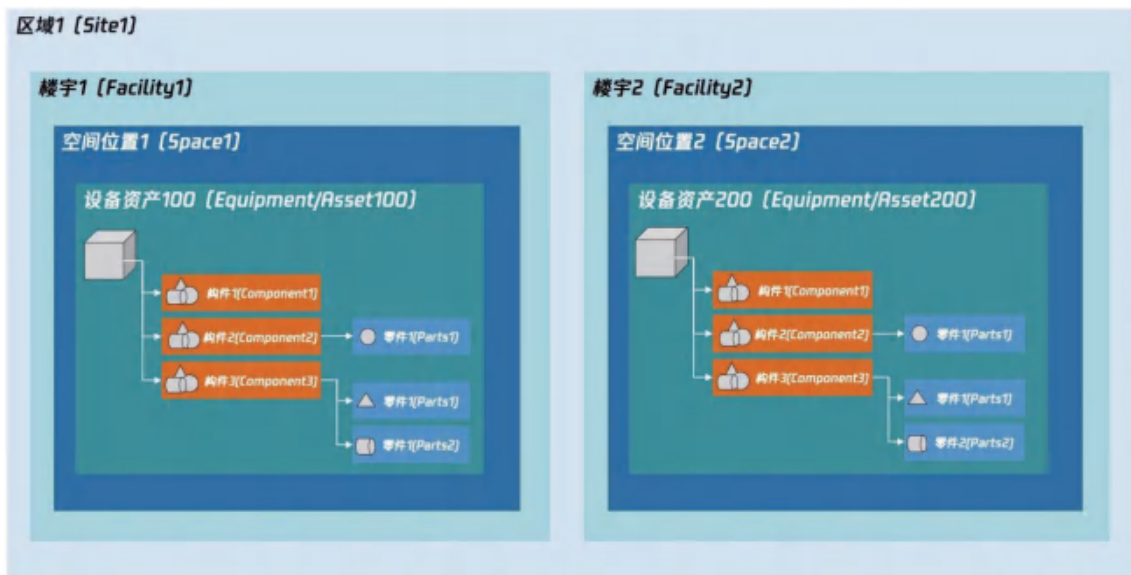 区域1 (Site1)
楼宇1 (Facility1)
空间位置1 (Space1)
设备资产100 (Equipment/Asset100)
构件1(Component1)
构件2(Component2)
零件1(Parts1)
构件3(Component3)
零件1(Parts1)
零件1(Parts2)
楼宇2 (Facility2)
空间位置2 (Space2)
设备资产200 (Equipment/Asset200)
构件1(Component1)
构件2(Component2)
零件1(Parts1)
构件3(Component3)
零件1(Parts1)
零件2(Parts2)